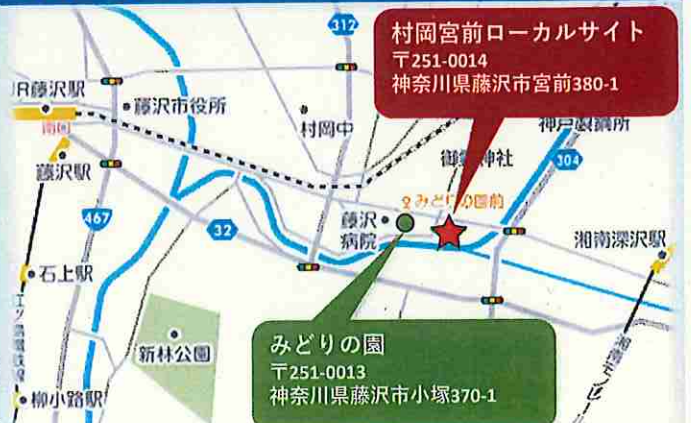 村岡宮前ローカルサイト
〒251-0014
神奈川県藤沢市宮前380-1
312
JR藤沢駅
南口
藤沢市役所
村岡中
神戸製鋼所
藤沢駅
御霊神社
304
みどりの園前
467
32
藤沢
病院
湘南深沢駅
石上駅
新林公園
みどりの園
〒251-0013
神奈川県藤沢市小塚370-1
柳小路駅